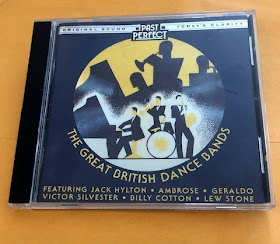 ORIGINAL SOUND
PAST
PERFECT
TODAY'S CLARITY
THE GREAT BRITISH DANCE BANDS
FEATURING JACK HYLTON • AMBROSE • GERALDO
VICTOR SILVESTER • BILLY COTTON • LEW STONE